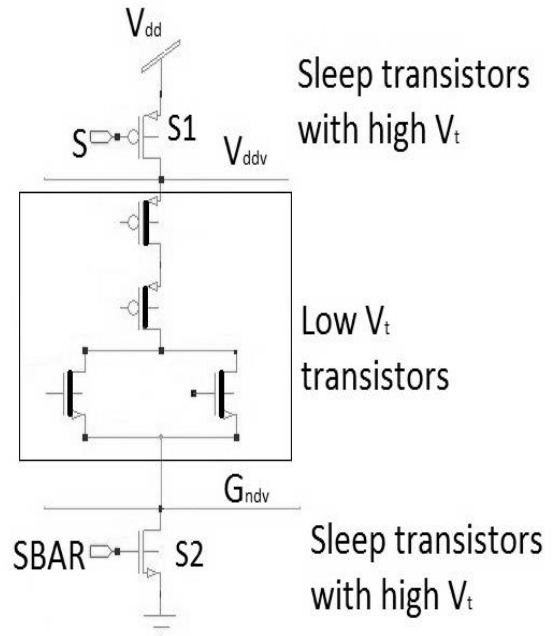 Vdd
Sleep transistors
with high Vt
S
S1
Vddv
Low Vt
transistors
Gndv
SBAR
S2
Sleep transistors
with high Vt